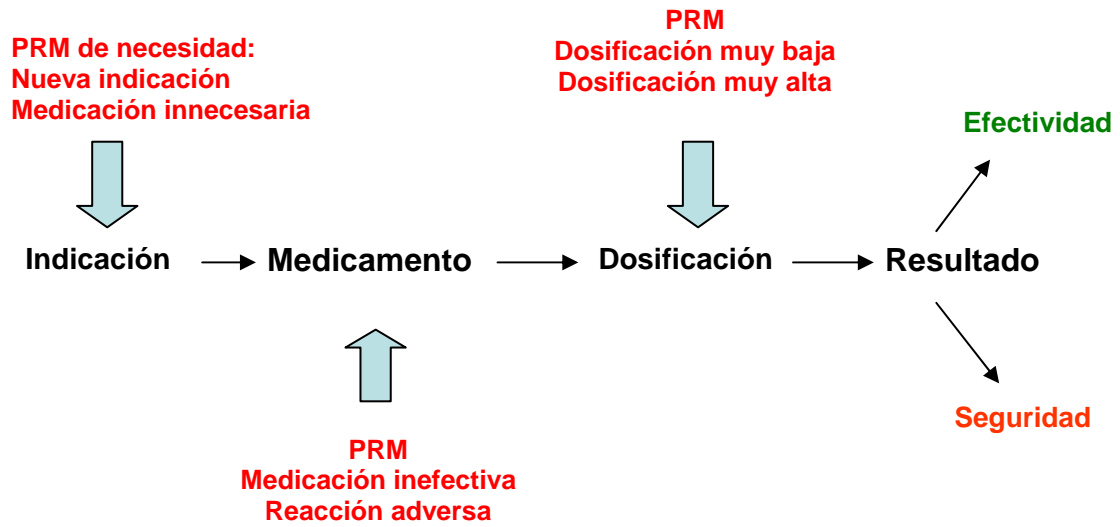 PRM de necesidad:
Nueva indicación
Medicación innecesaria
PRM
Dosificación muy baja
Dosificación muy alta
Efectividad
Indicación
Medicamento
Dosificación
Resultado
Seguridad
PRM
Medicación inefectiva
Reacción adversa